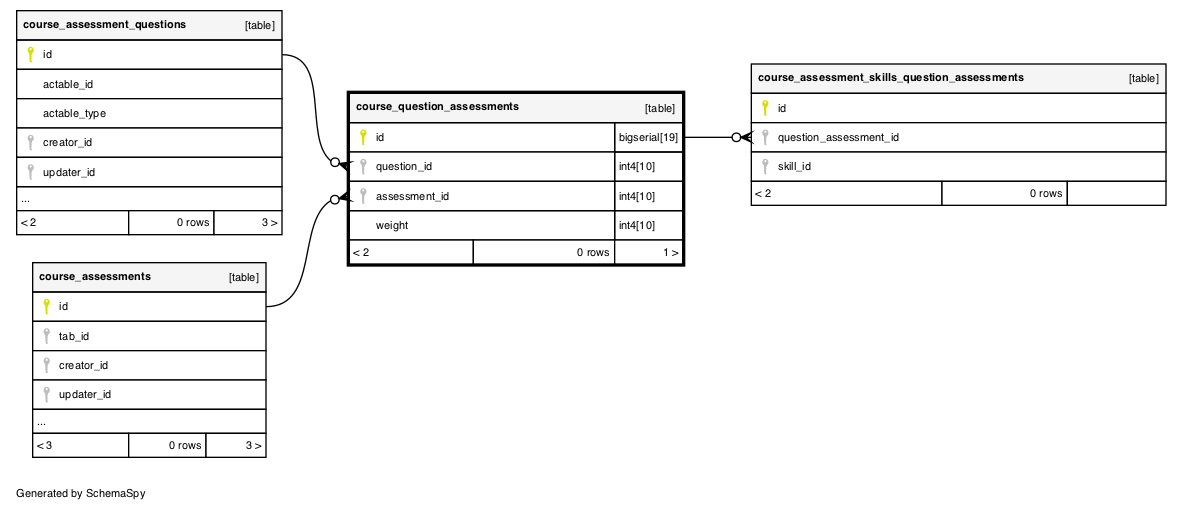 course_assessment_questions [table]
id
actable_id
actable_type
creator_id
updater_id
...
< 2 0 rows 3 >
course_assessments [table]
id
tab_id
creator_id
updater_id
...
< 3 0 rows 3 >
course_question_assessments [table]
id bigserial[19]
question_id int4[10]
assessment_id int4[10]
weight int4[10]
< 2 0 rows 1 >
course_assessment_skills_question_assessments [table]
id
question_assessment_id
skill_id
< 2 0 rows
Generated by SchemaSpy